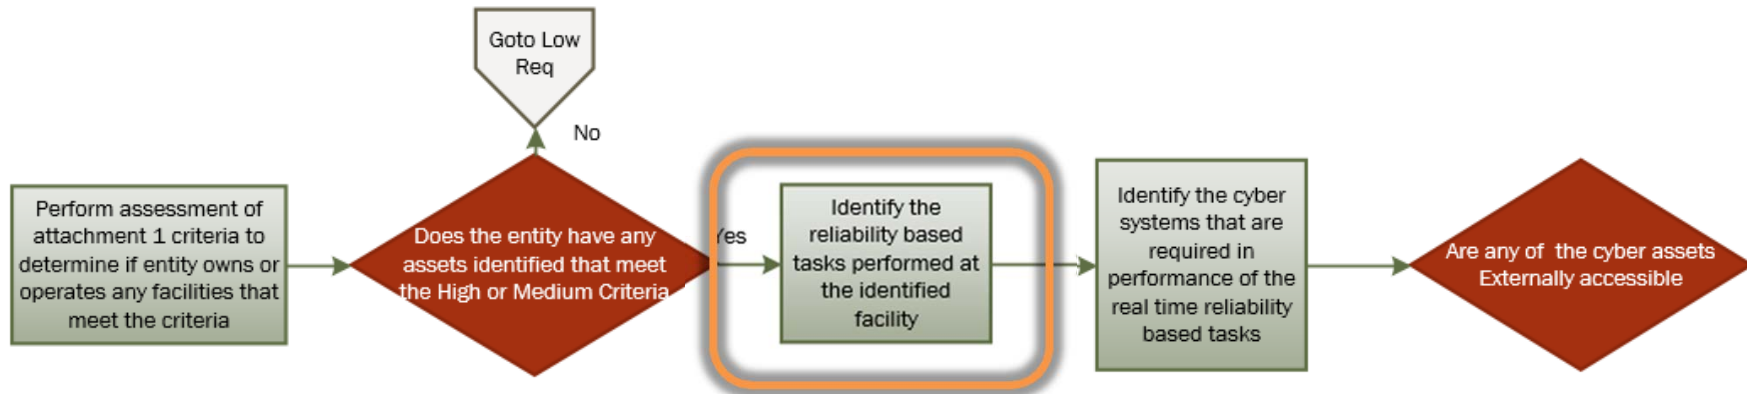 Goto Low
Req
No
Perform assessment of
attachment 1 criteria to
determine if entity owns or
operates any facilities that
meet the criteria
Does the entity have any
assets identified that meet
the High or Medium Criteria
Yes
Identify the
reliability based
tasks performed at
the identified
facility
Identify the cyber
systems that are
required in
performance of the
real time reliability
based tasks
Are any of the cyber assets
Externally accessible